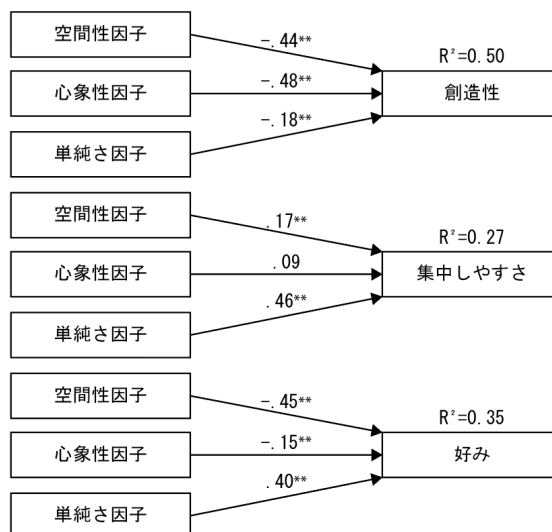 空間性因子
-.44**
R²=0.50
心象性因子
-.48**
創造性
-.18**
単純さ因子
空間性因子
.17**
R²=0.27
心象性因子
.09
集中しやすさ
.46**
単純さ因子
空間性因子
-.45**
R²=0.35
心象性因子
-.15**
好み
.40**
単純さ因子